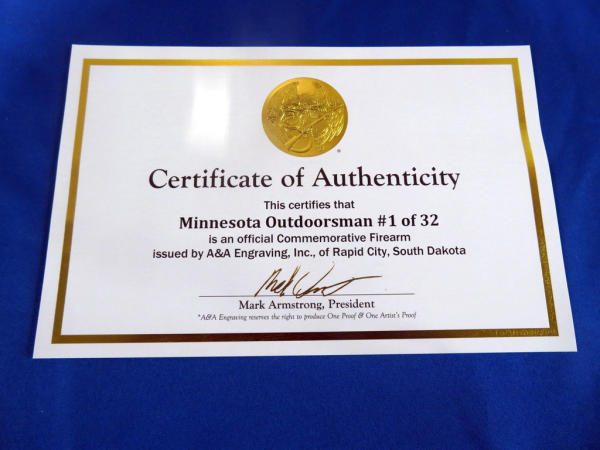 Certificate of Authenticity
This certifies that
Minnesota Outdoorsman #1 of 32
is an official Commemorative Firearm
issued by A&A Engraving, Inc., of Rapid City, South Dakota
Mark Armstrong, President
*A&A Engraving reserves the right to produce One Proof & One Artist's Proof